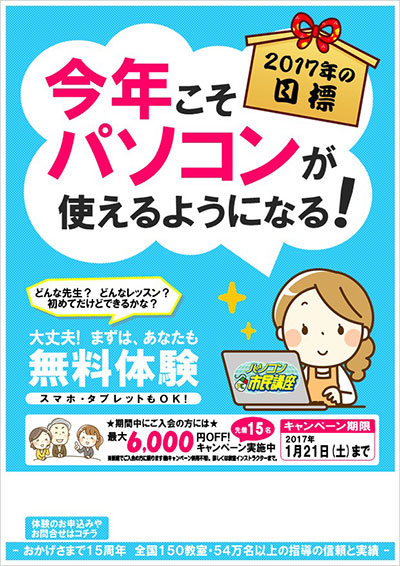 2017年の
目標
今年こそ
パソコンが
使えるようになる!
どんな先生? どんなレッスン?
初めてだけどできるかな?
大丈夫! まずは、あなたも
無料体験
スマホ・タブレットもOK!
パソコン
市民講座
★期間中にご入会の方には★
最大6,000円OFF!
先着15名
キャンペーン実施中
キャンペーン期限
2017年
1月21日(土)まで
体験のお申込みや
お問合せはコチラ
- おかげさまで15周年 全国150教室・54万名以上の指導の信頼と実績 -